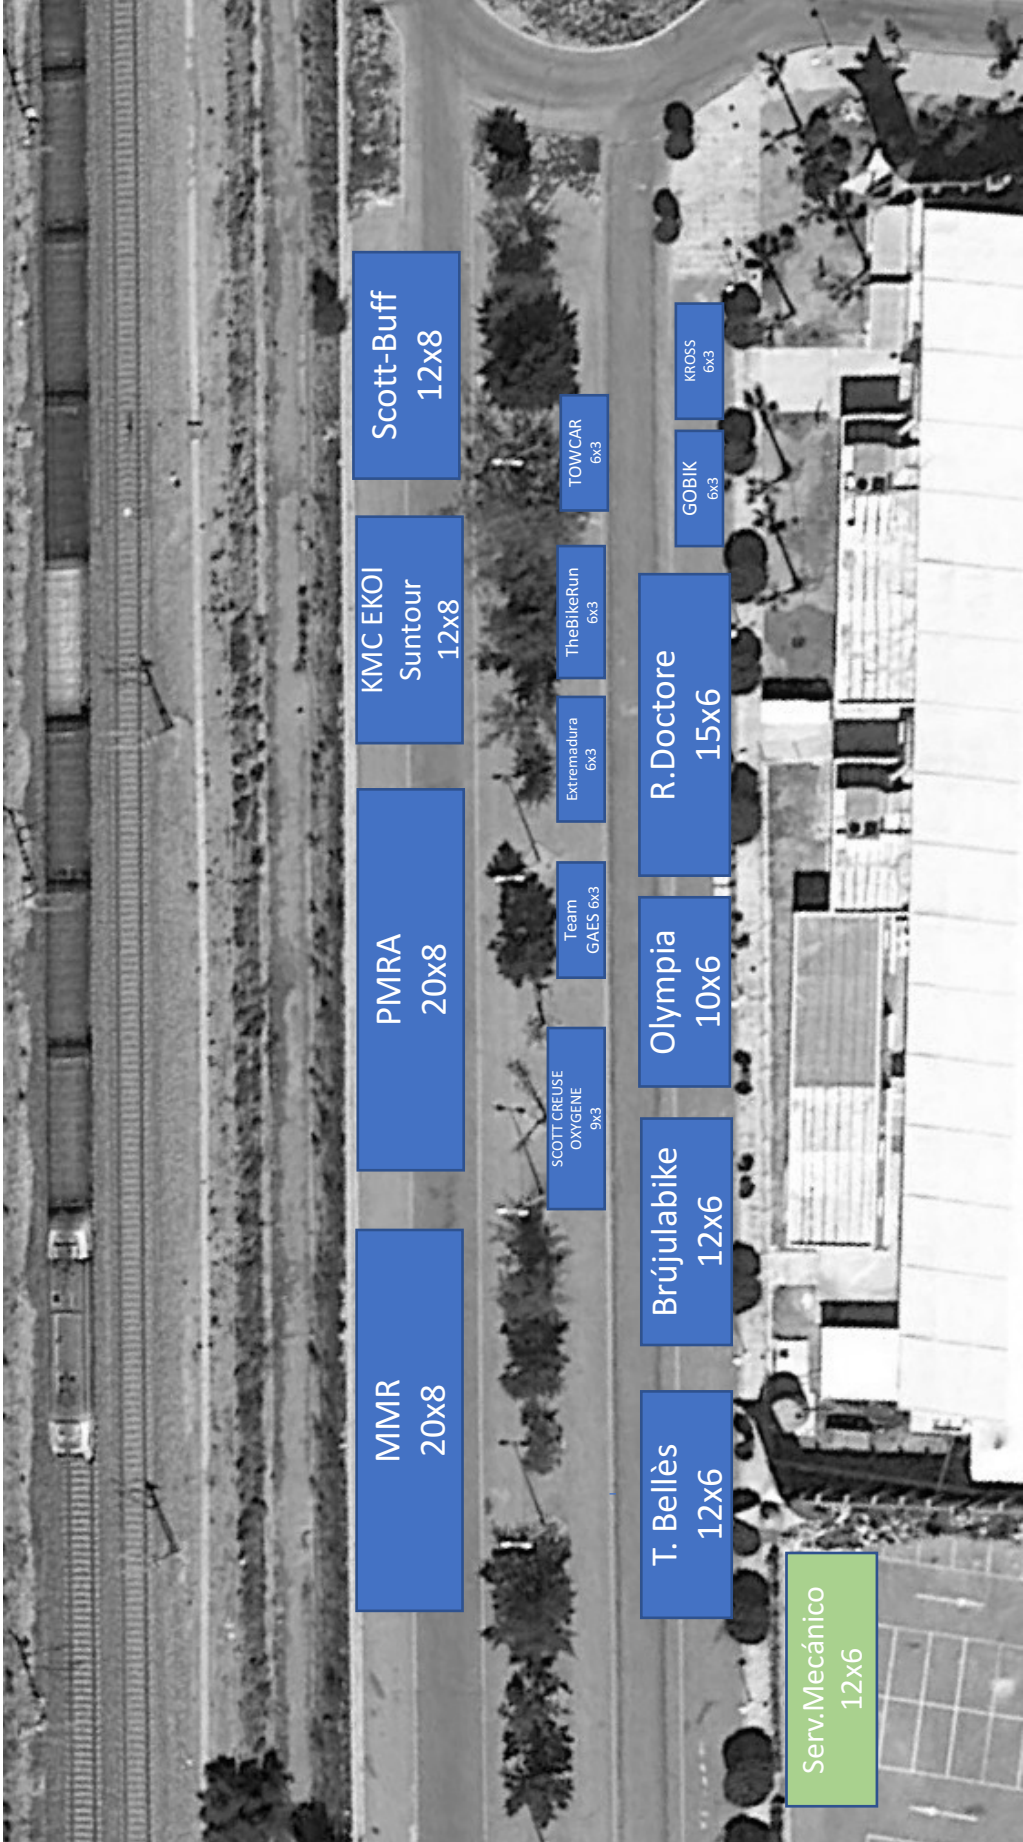 Scott-Buff
12x8
KMC EKOI
Suntour
12x8
PMRA
20x8
MMR
20x8
TOWCAR
6x3
TheBikeRun
6x3
Extremadura
6x3
Team
GAES 6x3
SCOTT CREUSE
OXYGENE
9x3
KROSS
6x3
GOBIK
6x3
R.Doctore
15x6
Olympia
10x6
Brújulabike
12x6
T. Bellès
12x6
Serv.Mecánico
12x6